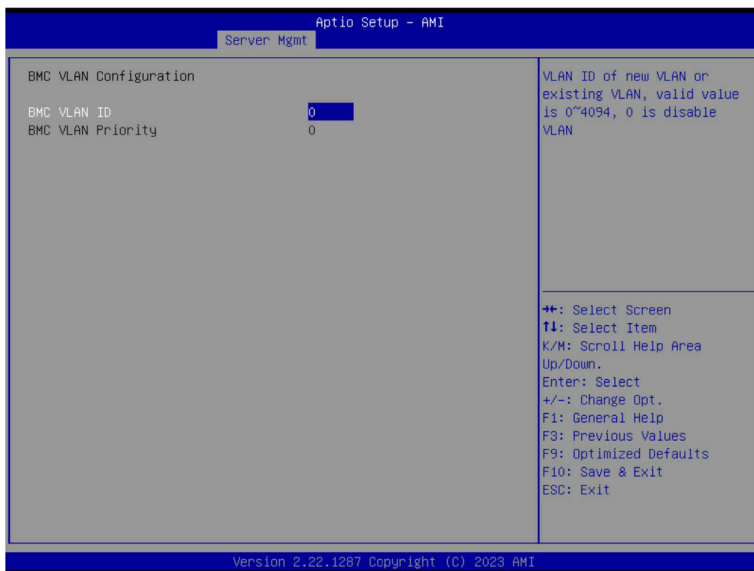 Aptio Setup – AMI
Server Mgmt
BMC VLAN Configuration
BMC VLAN ID 0
BMC VLAN Priority 0
VLAN ID of new VLAN or
existing VLAN, valid value
is 0~4094, 0 is disable
VLAN
→←: Select Screen
↑↓: Select Item
K/M: Scroll Help Area
Up/Down.
Enter: Select
+/-: Change Opt.
F1: General Help
F3: Previous Values
F9: Optimized Defaults
F10: Save & Exit
ESC: Exit
Version 2.22.1287 Copyright (C) 2023 AMI